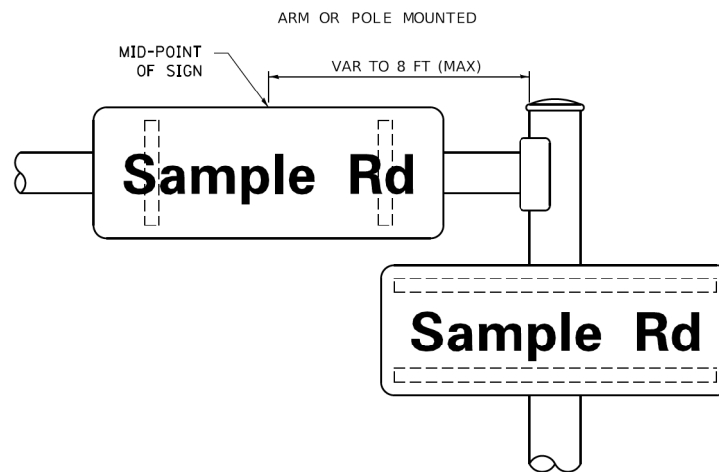 ARM OR POLE MOUNTED
MID-POINT
OF SIGN
VAR TO 8 FT (MAX)
Sample Rd
Sample Rd